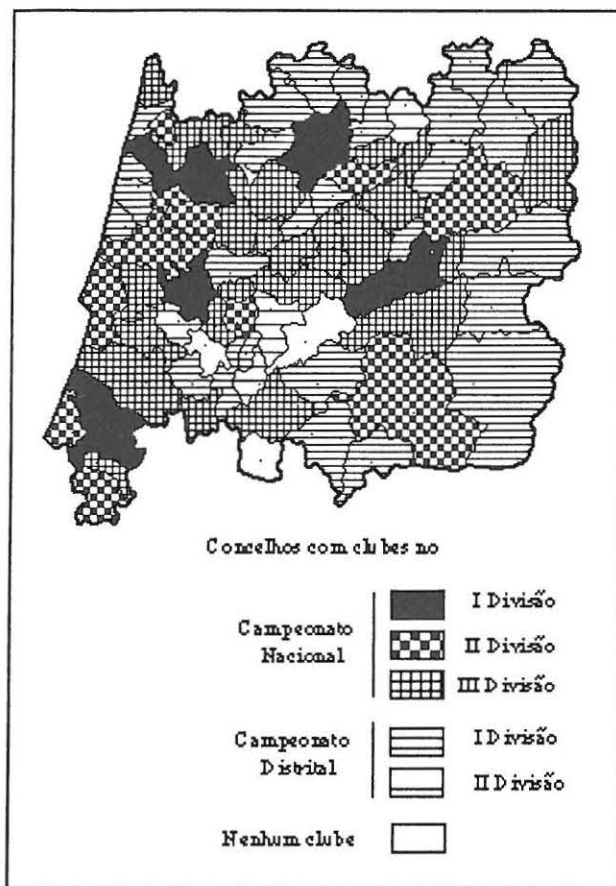 Concelhos com clubes no
Campeonato
Nacional
I Divisão
II Divisão
III Divisão
Campeonato
Distrital
I Divisão
II Divisão
Nenhum clube